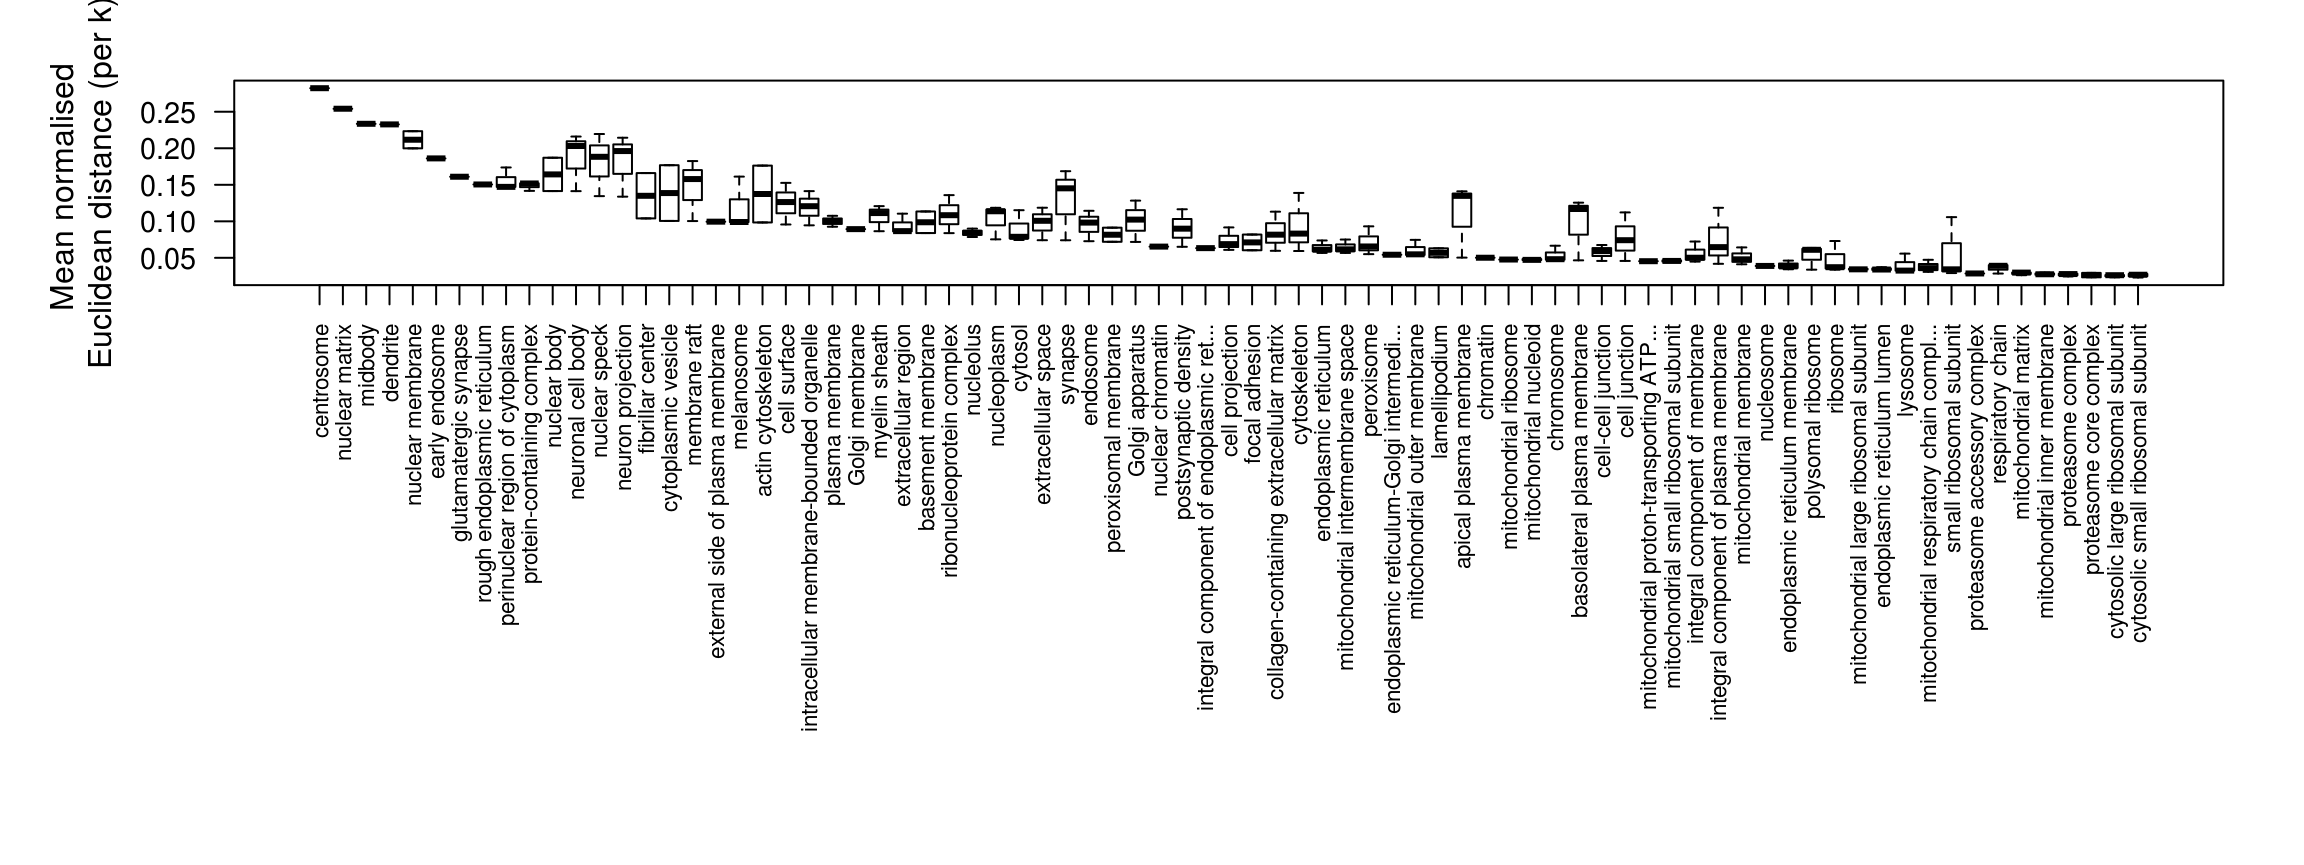 Mean normalised
Euclidean distance (per k)
0.25
0.20
0.15
0.10
0.05
centrosome
nuclear matrix
midbody
dendrite
nuclear membrane
early endosome
glutamatergic synapse
rough endoplasmic reticulum
perinuclear region of cytoplasm
protein-containing complex
nuclear body
neuronal cell body
nuclear speck
neuron projection
fibrillar center
cytoplasmic vesicle
membrane raft
external side of plasma membrane
melanosome
actin cytoskeleton
cell surface
intracellular membrane-bounded organelle
plasma membrane
Golgi membrane
myelin sheath
extracellular region
basement membrane
ribonucleoprotein complex
nucleolus
nucleoplasm
cytosol
extracellular space
synapse
endosome
peroxisomal membrane
Golgi apparatus
nuclear chromatin
postsynaptic density
integral component of endoplasmic ret...
cell projection
focal adhesion
collagen-containing extracellular matrix
cytoskeleton
endoplasmic reticulum
mitochondrial intermembrane space
peroxisome
endoplasmic reticulum-Golgi intermedi...
mitochondrial outer membrane
lamellipodium
apical plasma membrane
chromatin
mitochondrial ribosome
mitochondrial nucleoid
chromosome
basolateral plasma membrane
cell-cell junction
cell junction
mitochondrial proton-transporting ATP...
mitochondrial small ribosomal subunit
integral component of membrane
integral component of plasma membrane
mitochondrial membrane
nucleosome
endoplasmic reticulum membrane
polysomal ribosome
ribosome
mitochondrial large ribosomal subunit
endoplasmic reticulum lumen
lysosome
mitochondrial respiratory chain compl...
small ribosomal subunit
proteasome accessory complex
respiratory chain
mitochondrial matrix
mitochondrial inner membrane
proteasome complex
proteasome core complex
cytosolic large ribosomal subunit
cytosolic small ribosomal subunit